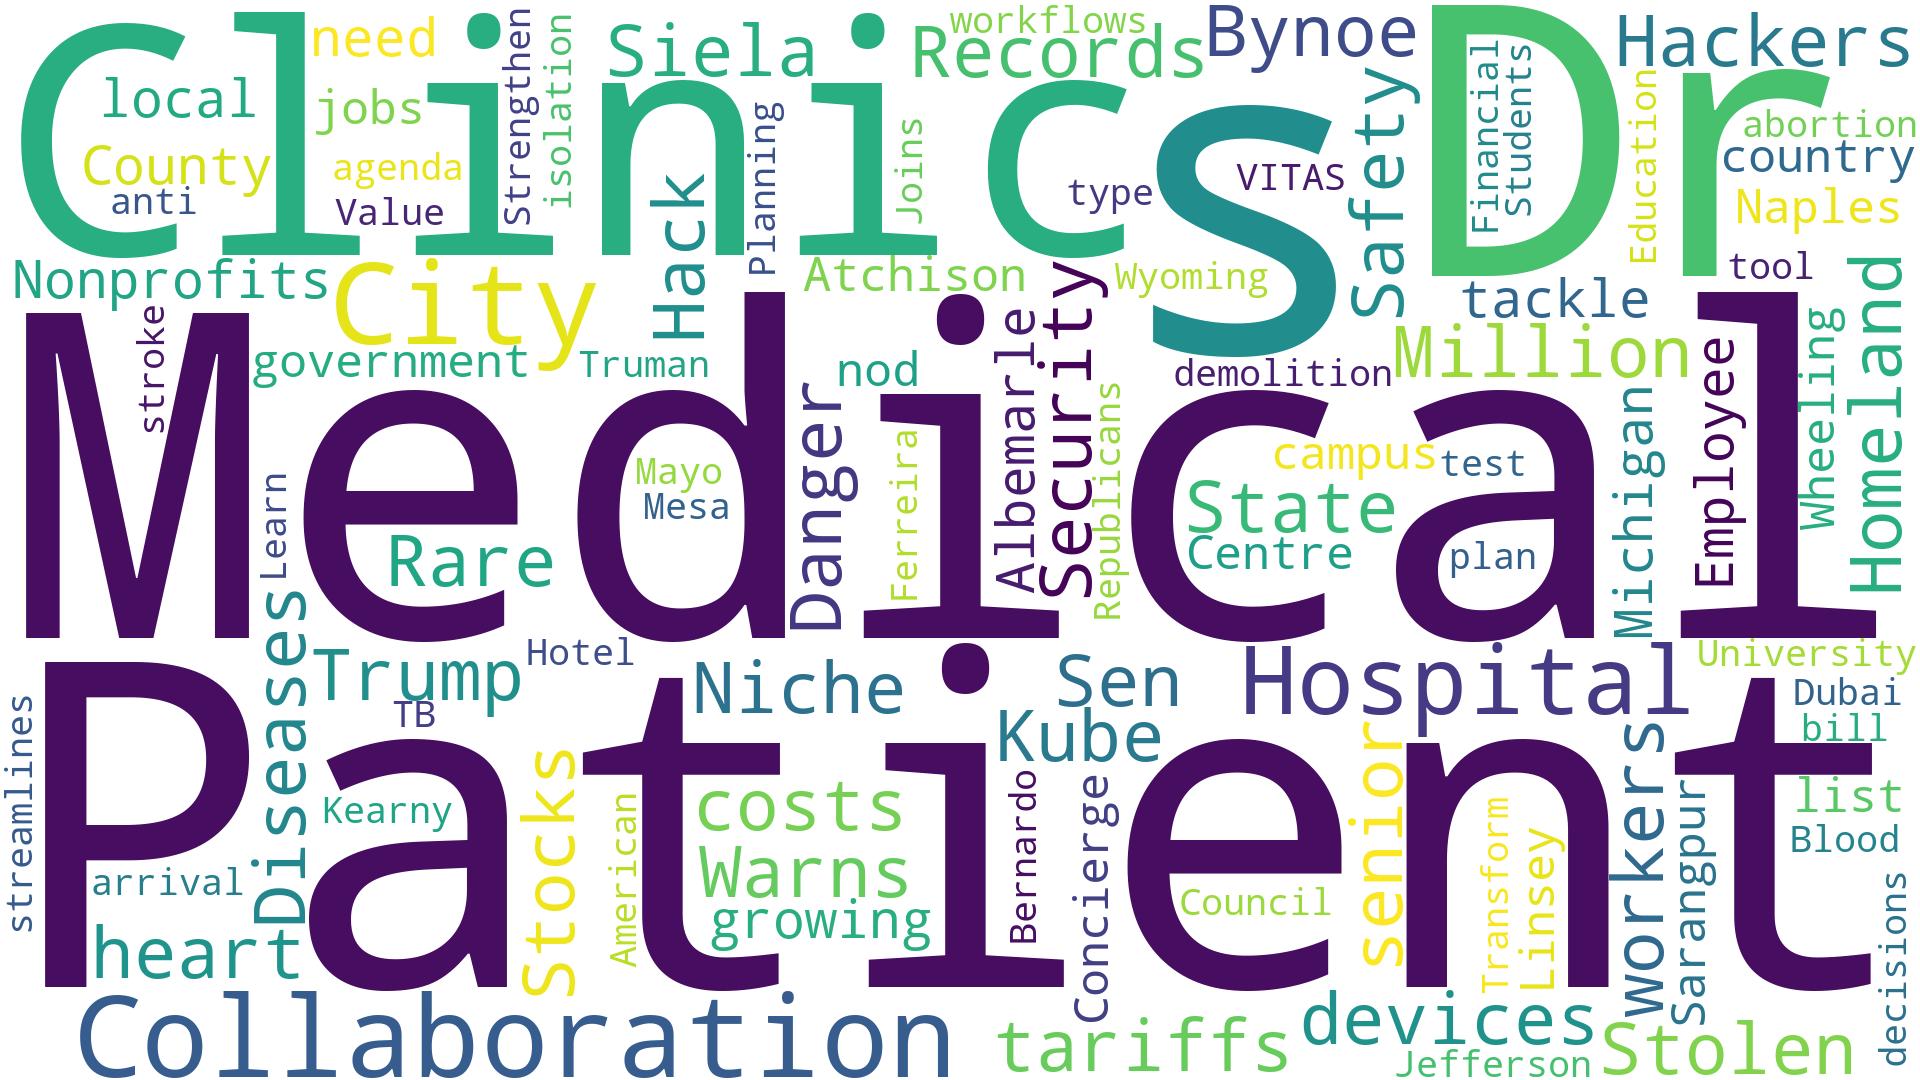 Clinics
Dr
need
Siela
workflows
Records
Bynoe
Hackers
local
jobs
Strengthen
isolation
Planning
Joins
type
VITAS
Safety
Financial
Students
Education
abortion
country
County
agenda
anti
Value
Hack
s
Naples
tool
Nonprofits
City
Atchison
Wyoming
tackle
Homeland
Medical
stroke
government
Truman
nod
Albemarle
Security
Republicans
demolition
Million
Employee
Wheeling
Danger
Ferreira
Mayo
Mesa
campus
test
State
Centre
plan
Michigan
Learn
Rare
Diseases
Trump
Hotel
Niche
Sen
Hospital
University
Patient
TB
Kube
Dubai
bill
streamlines
Stocks
costs
Kearny
American
Warns
growing
Bernardo
Concierge
senior
Council
Transform
Linsey
workers
Sarangpur
list
Blood
decisions
arrival
heart
Collaboration
tariffs
devices
Jefferson
Stolen